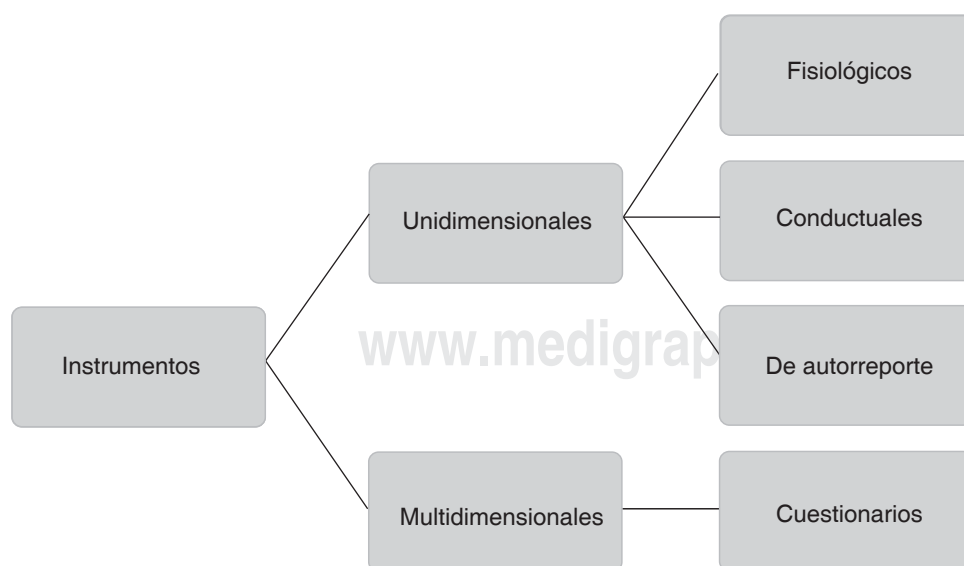 Fisiológicos
Unidimensionales
Conductuales
Instrumentos
www.medigrap
De autorreporte
Multidimensionales
Cuestionarios